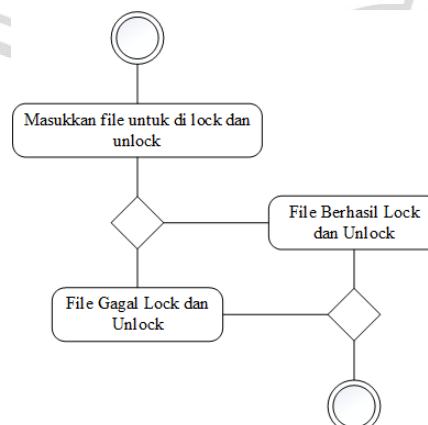 Masukkan file untuk di lock dan
unlock
File Berhasil Lock
dan Unlock
File Gagal Lock dan
Unlock